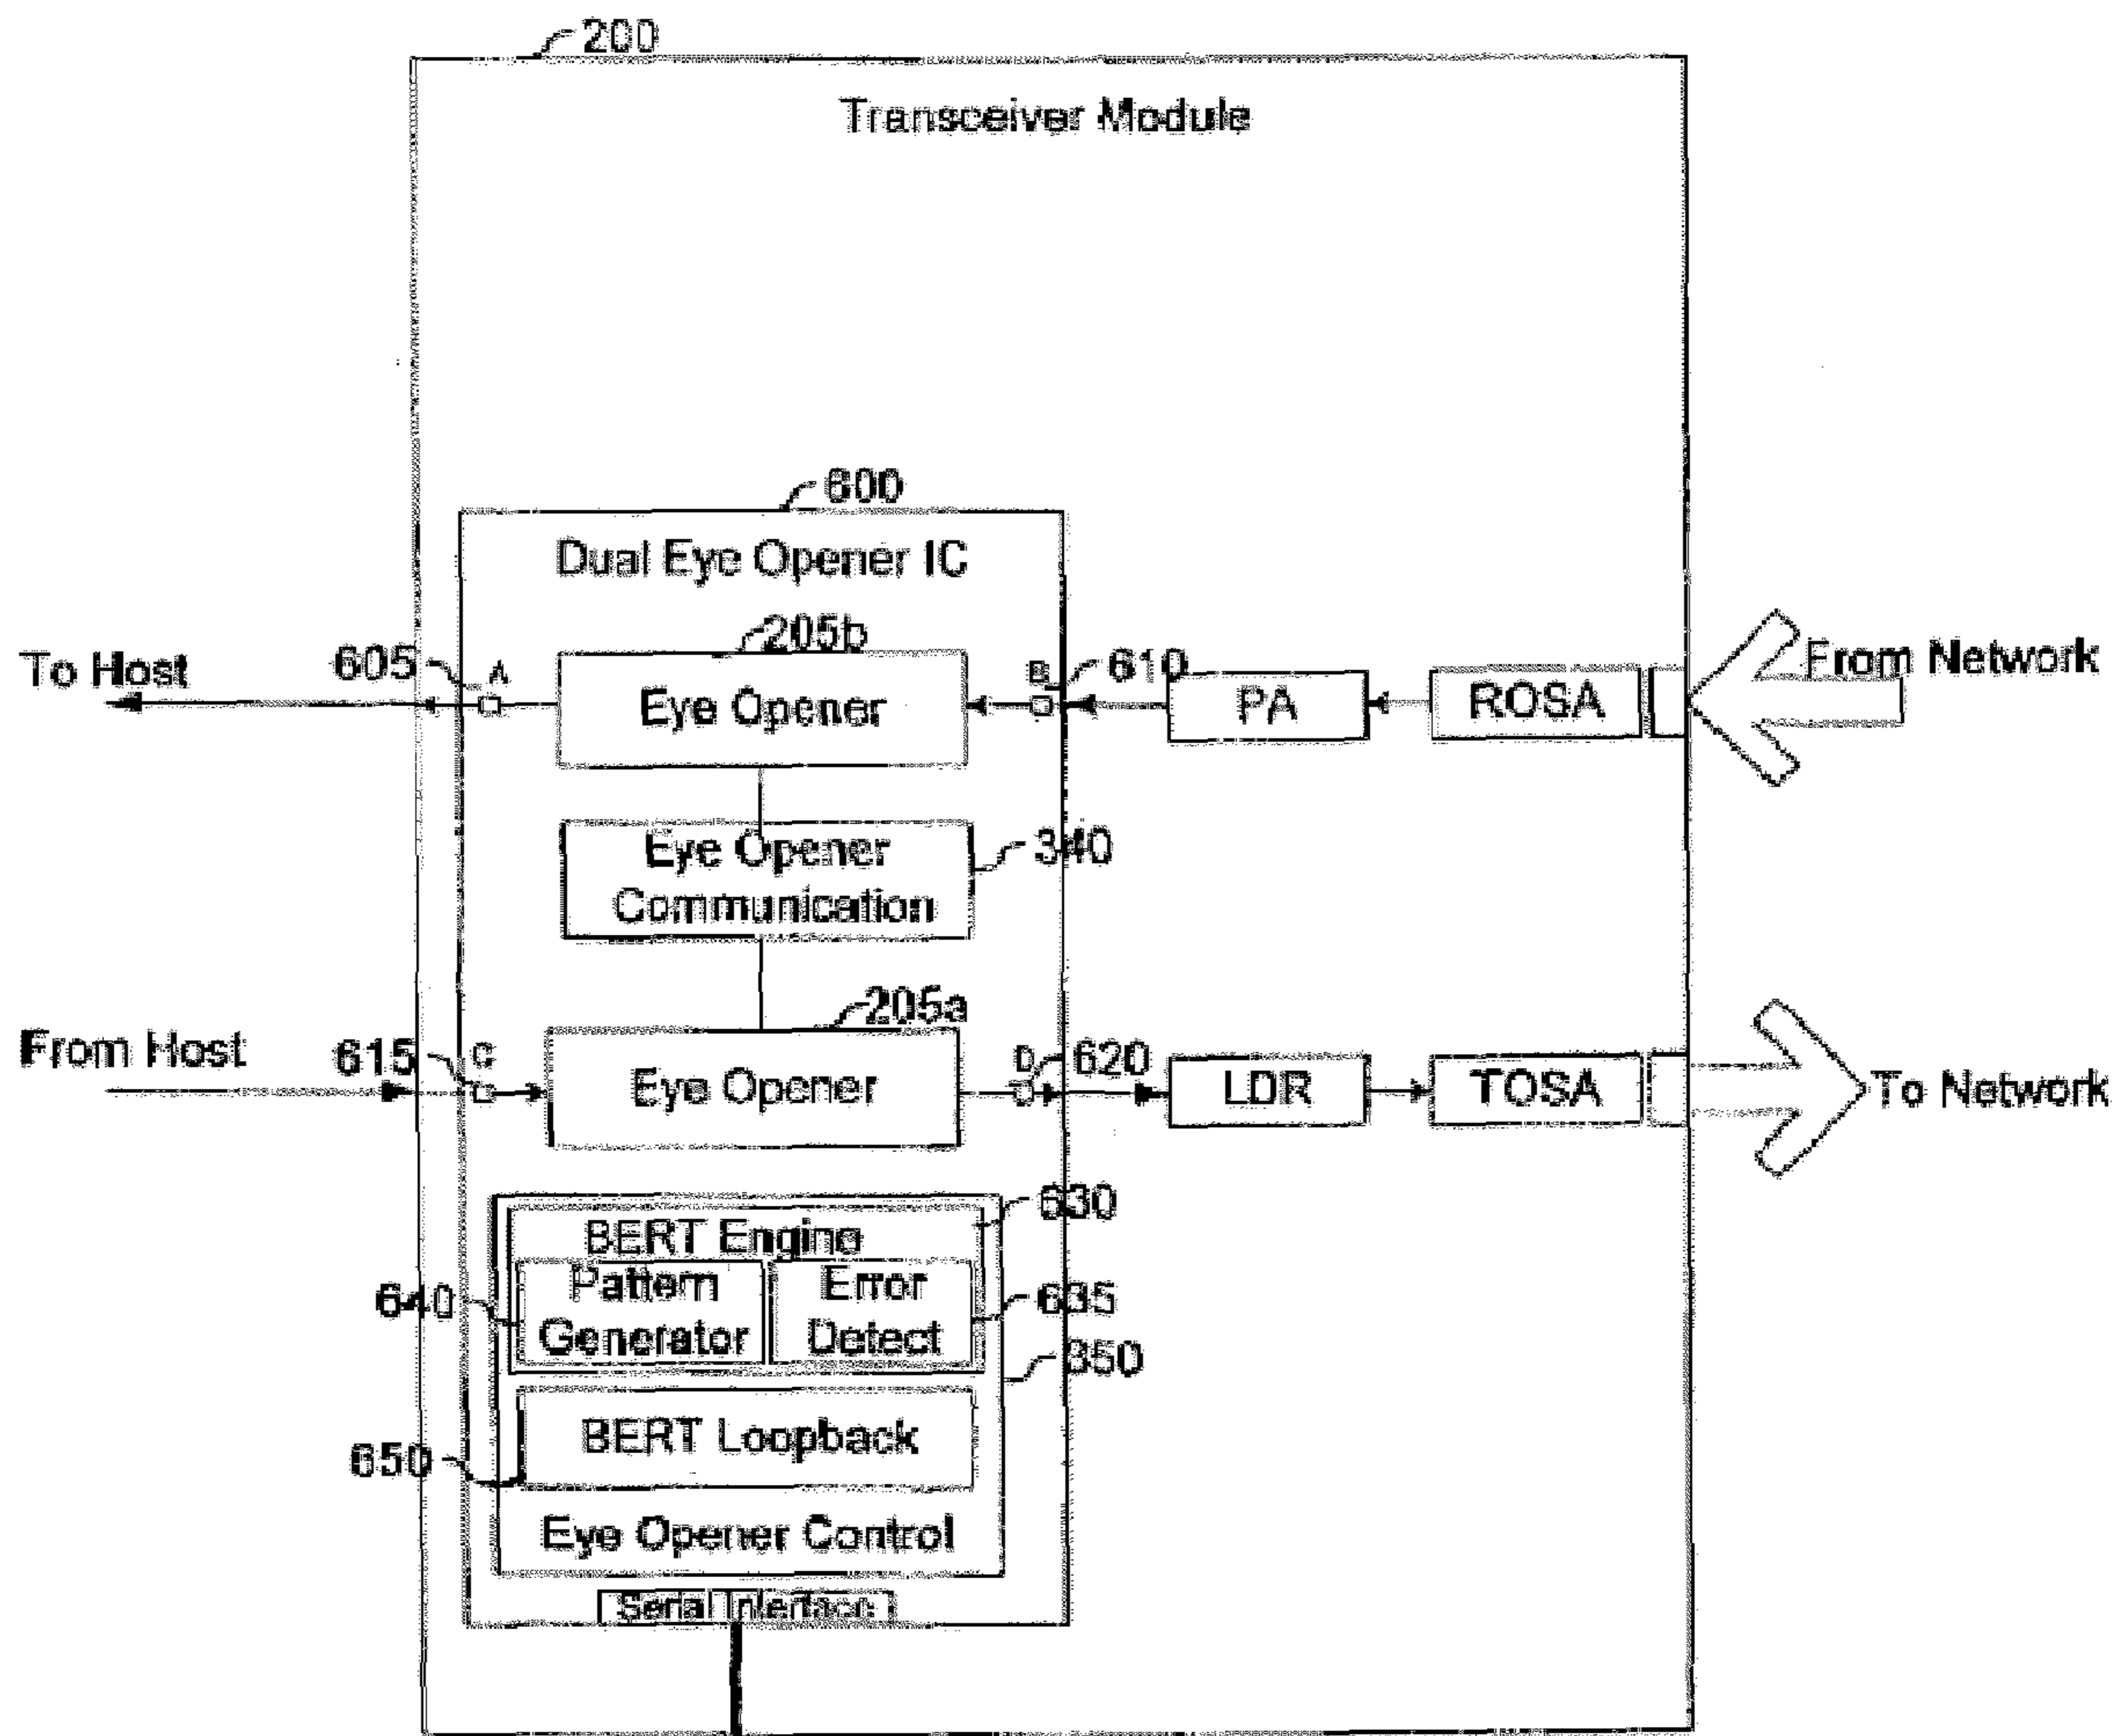 200
Transceiver Module
600
Dual Eye Opener IC
205b
To Host
605
A
Eye Opener
B
610
PA
ROSA
From Network
Eye Opener
Communication
340
205a
From Host
615
C
Eye Opener
D
620
LDR
TOSA
To Network
630
BERT Engine
640
Pattern
Generator
Error
Detect
635
350
BERT Loopback
650
Eye Opener Control
Serial Interface